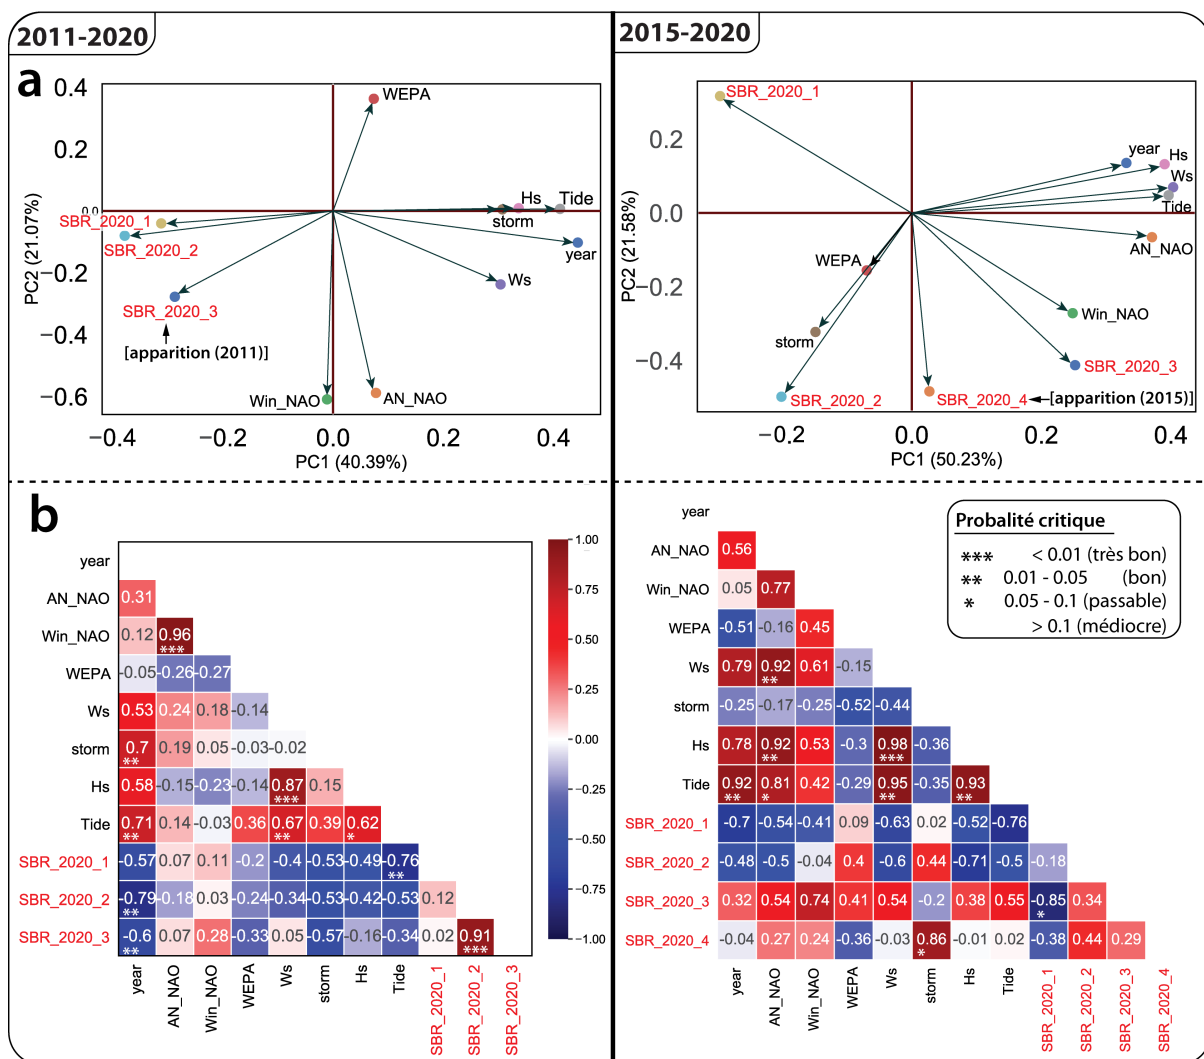 2011-2020
2015-2020
a
0.4
0.2
0.0
−0.2
−0.4
−0.6
PC2 (21.07%)
WEPA
Hs
Tide
storm
year
Ws
SBR_2020_1
SBR_2020_2
SBR_2020_3
[apparition (2011)]
Win_NAO
AN_NAO
−0.4
−0.2
0.0
0.2
0.4
PC1 (40.39%)
0.2
0.0
−0.2
−0.4
PC2 (21.58%)
SBR_2020_1
year
Hs
Ws
Tide
AN_NAO
WEPA
Win_NAO
storm
SBR_2020_3
SBR_2020_2
SBR_2020_4
[apparition (2015)]
−0.2
0.0
0.2
0.4
PC1 (50.23%)
b
year
AN_NAO 0.31
Win_NAO 0.12 0.96 ***
WEPA -0.05 -0.26 -0.27
Ws 0.53 0.24 0.18 -0.14
storm 0.7 ** 0.19 0.05 -0.03 -0.02
Hs 0.58 -0.15 -0.23 -0.14 0.87 *** 0.15
Tide 0.71 ** 0.14 -0.03 0.36 0.67 ** 0.39 0.62 *
SBR_2020_1 -0.57 0.07 0.11 -0.2 -0.4 -0.53 -0.49 -0.76 **
SBR_2020_2 -0.79 ** -0.18 0.03 -0.24 -0.34 -0.53 -0.42 -0.53 0.12
SBR_2020_3 -0.6 ** 0.07 0.28 -0.33 0.05 -0.57 -0.16 -0.34 0.02 0.91 ***
year AN_NAO Win_NAO WEPA Ws storm Hs Tide SBR_2020_1 SBR_2020_2 SBR_2020_3
1.00
0.75
0.50
0.25
0.00
-0.25
-0.50
-0.75
-1.00
year
AN_NAO 0.56
Win_NAO 0.05 0.77
WEPA -0.51 -0.16 0.45
Ws 0.79 0.92 ** 0.61 -0.15
storm -0.25 -0.17 -0.25 -0.52 -0.44
Hs 0.78 0.92 ** 0.53 -0.3 0.98 *** -0.36
Tide 0.92 ** 0.81 * 0.42 -0.29 0.95 ** -0.35 0.93 **
SBR_2020_1 -0.7 -0.54 -0.41 0.09 -0.63 0.02 -0.52 -0.76
SBR_2020_2 -0.48 -0.5 -0.04 0.4 -0.6 0.44 -0.71 -0.5 -0.18
SBR_2020_3 0.32 0.54 0.74 0.41 0.54 -0.2 0.38 0.55 -0.85 * 0.34
SBR_2020_4 -0.04 0.27 0.24 -0.36 -0.03 0.86 * -0.01 0.02 -0.38 0.44 0.29
year AN_NAO Win_NAO WEPA Ws storm Hs Tide SBR_2020_1 SBR_2020_2 SBR_2020_3 SBR_2020_4
Probalité critique
*** < 0.01 (très bon)
** 0.01 - 0.05 (bon)
* 0.05 - 0.1 (passable)
> 0.1 (médiocre)